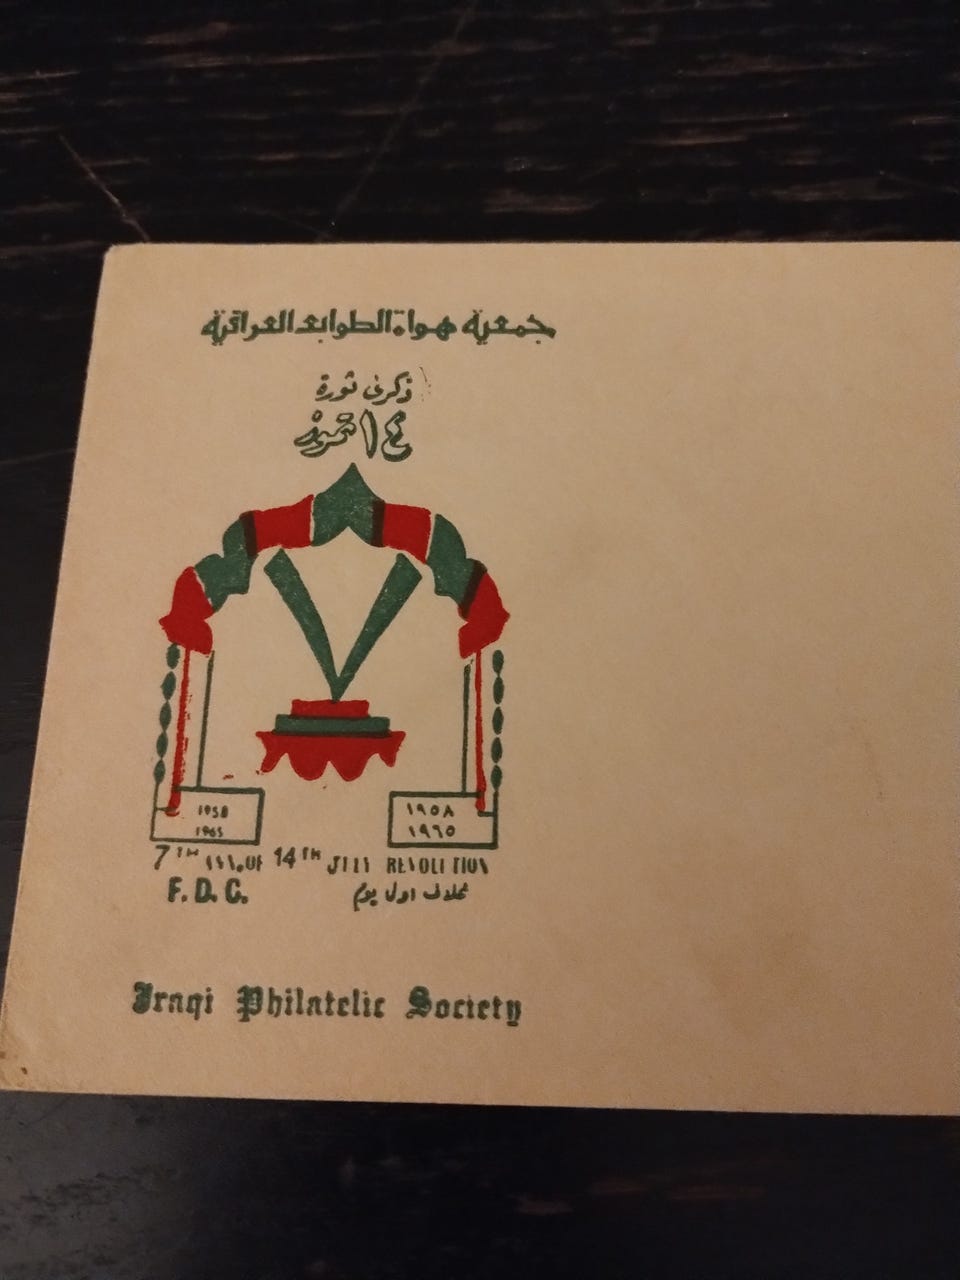 جمعية هواة الطوابع العراقية
ذكرى ثورة
١٤ تموز
1958
1965
١٩٥٨
١٩٦٥
7TH OF 14TH REVOLUTION
F. D. C.
غلاف اول يوم
Iraqi Philatelic Society